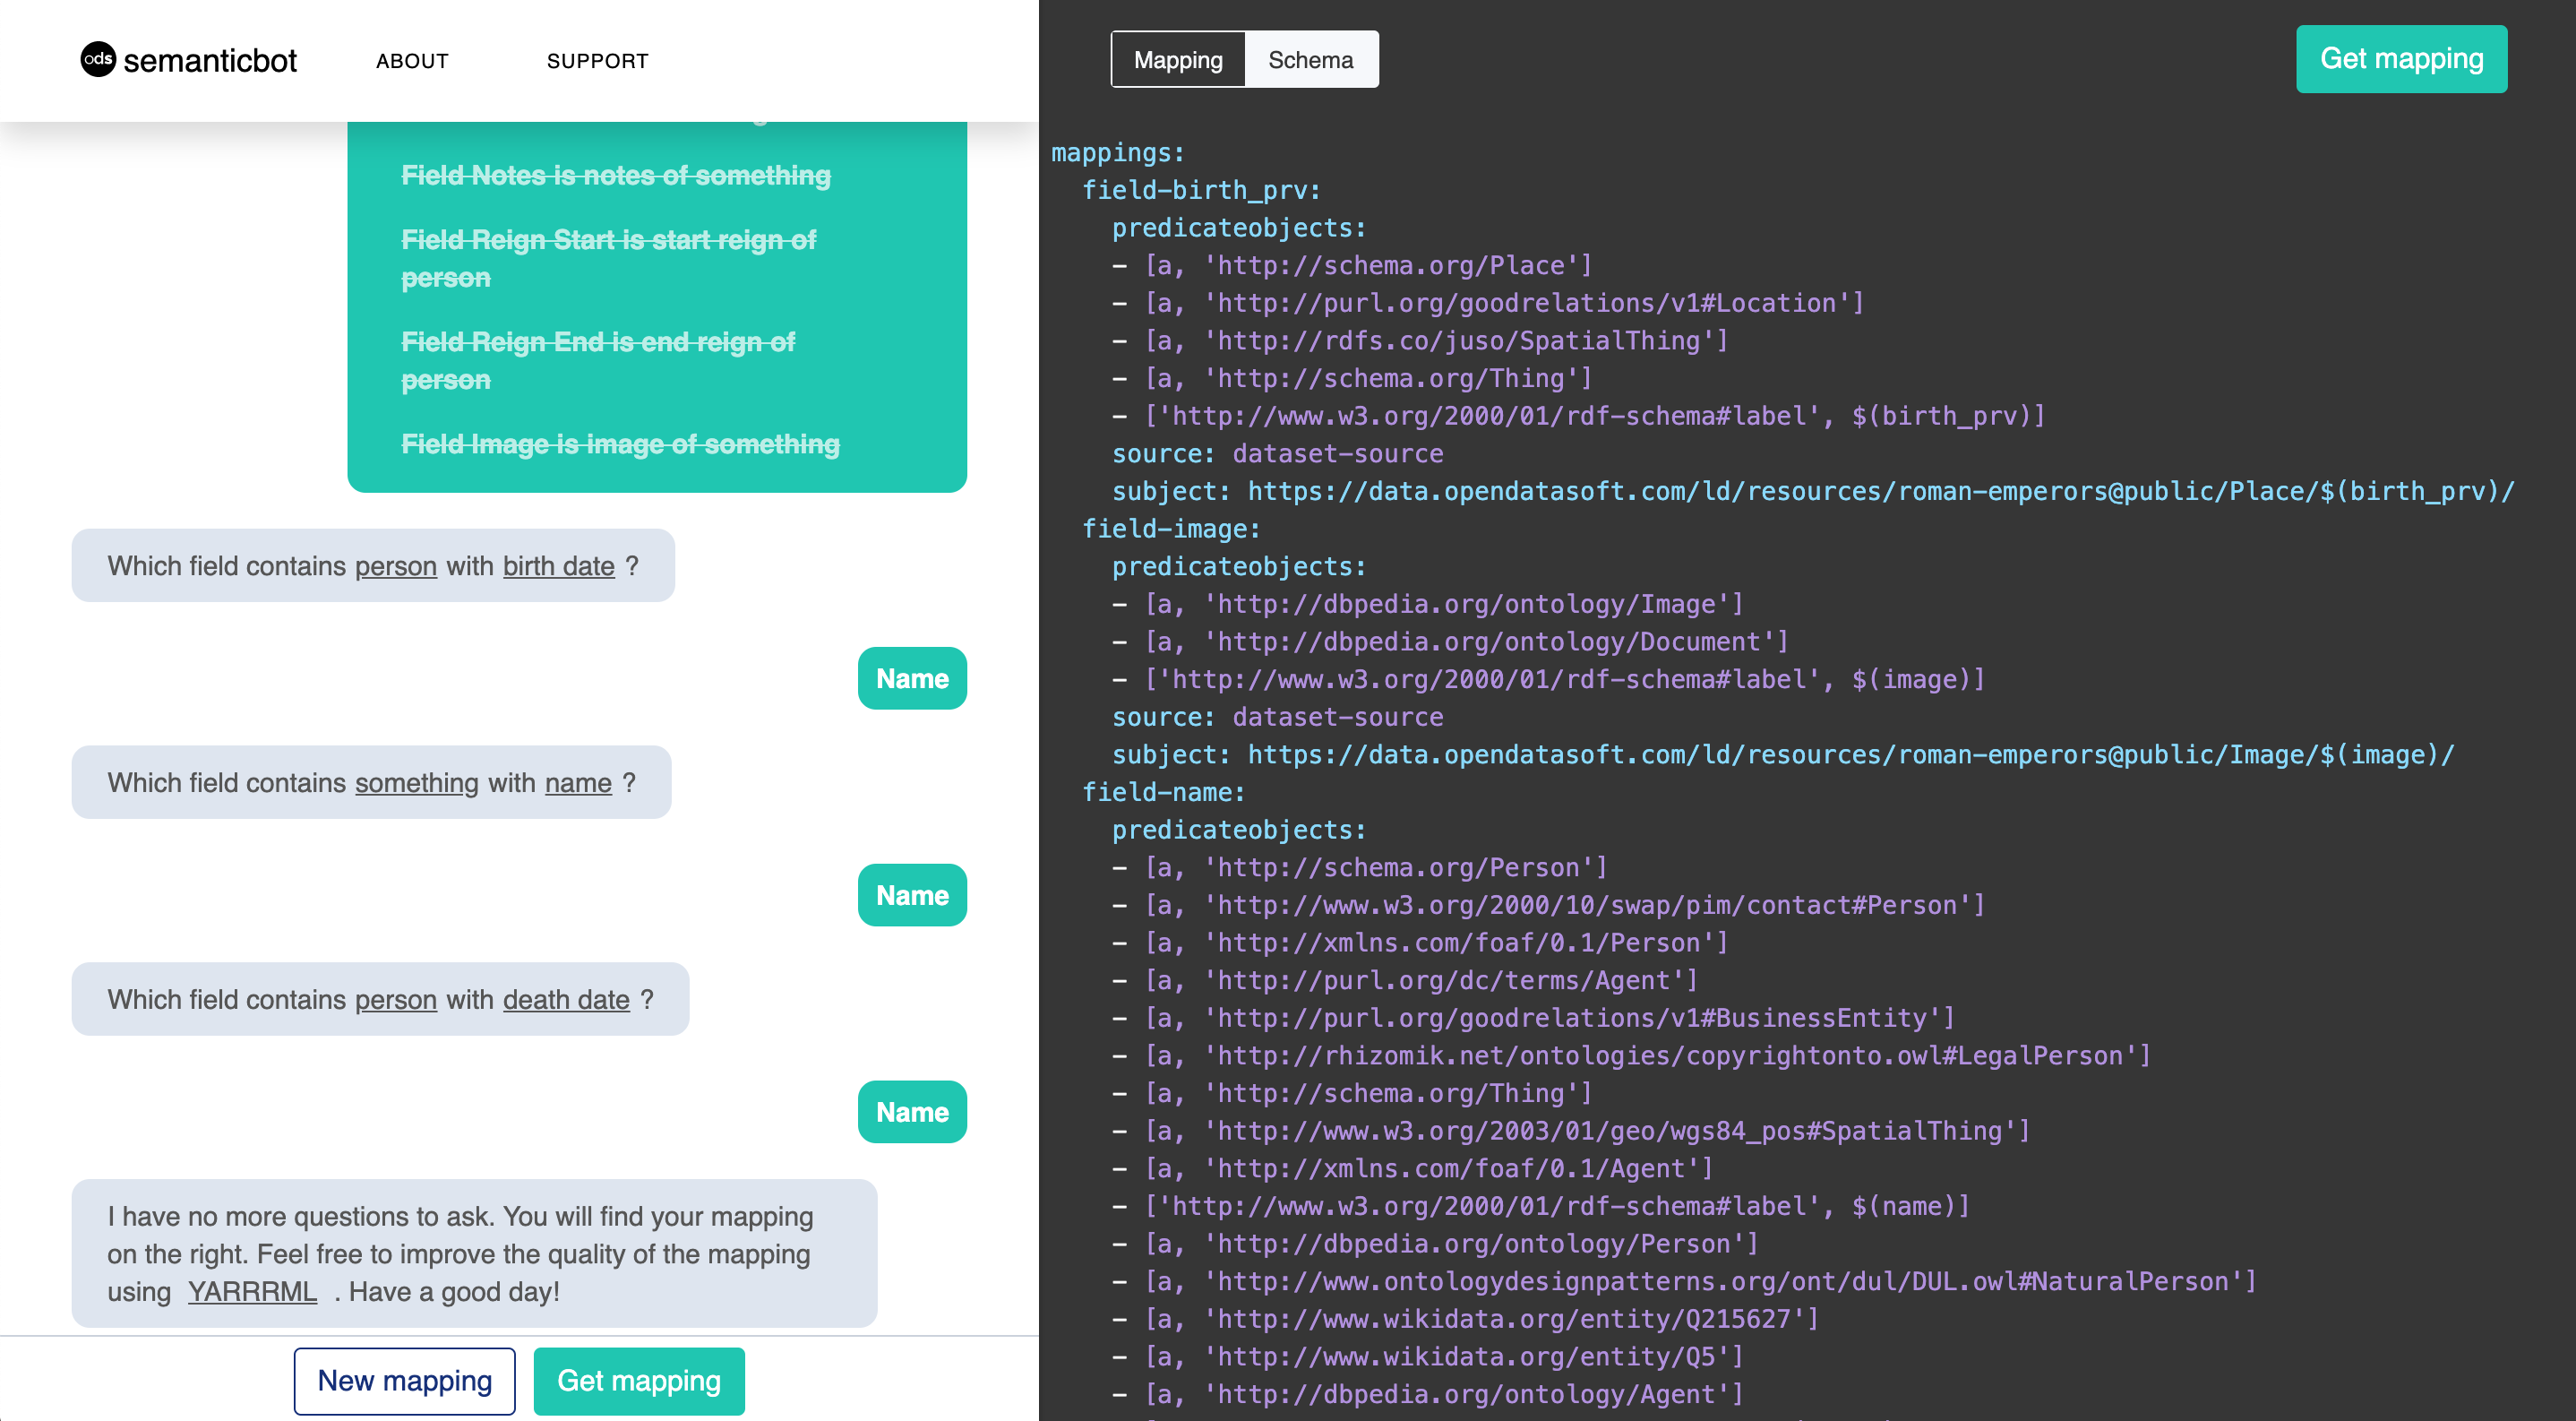 ods semanticbot
ABOUT
SUPPORT
Field Notes is notes of something
Field Reign Start is start reign of
person
Field Reign End is end reign of
person
Field Image is image of something
Which field contains person with birth date ?
Name
Which field contains something with name ?
Name
Which field contains person with death date ?
Name
I have no more questions to ask. You will find your mapping
on the right. Feel free to improve the quality of the mapping
using YARRRML . Have a good day!
New mapping
Get mapping
Mapping
Schema
Get mapping
mappings:
  field-birth_prv:
    predicateobjects:
    - [a, 'http://schema.org/Place']
    - [a, 'http://purl.org/goodrelations/v1#Location']
    - [a, 'http://rdfs.co/juso/SpatialThing']
    - [a, 'http://schema.org/Thing']
    - ['http://www.w3.org/2000/01/rdf-schema#label', $(birth_prv)]
    source: dataset-source
    subject: https://data.opendatasoft.com/ld/resources/roman-emperors@public/Place/$(birth_prv)/
  field-image:
    predicateobjects:
    - [a, 'http://dbpedia.org/ontology/Image']
    - [a, 'http://dbpedia.org/ontology/Document']
    - ['http://www.w3.org/2000/01/rdf-schema#label', $(image)]
    source: dataset-source
    subject: https://data.opendatasoft.com/ld/resources/roman-emperors@public/Image/$(image)/
  field-name:
    predicateobjects:
    - [a, 'http://schema.org/Person']
    - [a, 'http://www.w3.org/2000/10/swap/pim/contact#Person']
    - [a, 'http://xmlns.com/foaf/0.1/Person']
    - [a, 'http://purl.org/dc/terms/Agent']
    - [a, 'http://purl.org/goodrelations/v1#BusinessEntity']
    - [a, 'http://rhizomik.net/ontologies/copyrightonto.owl#LegalPerson']
    - [a, 'http://schema.org/Thing']
    - [a, 'http://www.w3.org/2003/01/geo/wgs84_pos#SpatialThing']
    - [a, 'http://xmlns.com/foaf/0.1/Agent']
    - ['http://www.w3.org/2000/01/rdf-schema#label', $(name)]
    - [a, 'http://dbpedia.org/ontology/Person']
    - [a, 'http://www.ontologydesignpatterns.org/ont/dul/DUL.owl#NaturalPerson']
    - [a, 'http://www.wikidata.org/entity/Q215627']
    - [a, 'http://www.wikidata.org/entity/Q5']
    - [a, 'http://dbpedia.org/ontology/Agent']